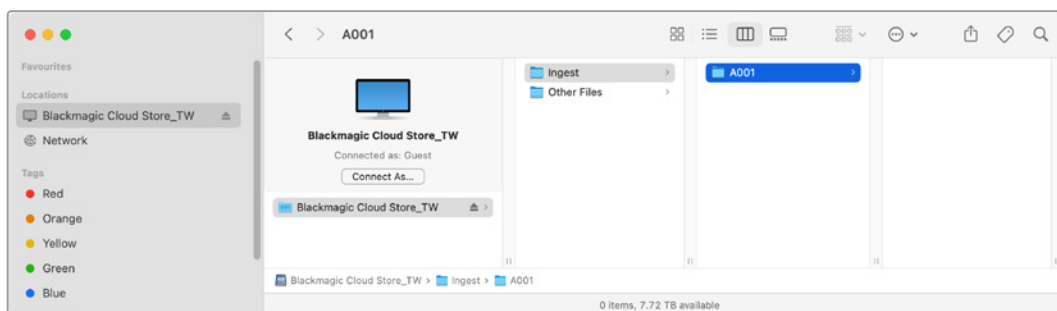 A001
Favourites
Locations
Blackmagic Cloud Store_TW
Network
Tags
Red
Orange
Yellow
Green
Blue
Blackmagic Cloud Store_TW
Connected as: Guest
Connect As...
Blackmagic Cloud Store_TW
Ingest
Other Files
A001
Blackmagic Cloud Store_TW › Ingest › A001
0 items, 7.72 TB available